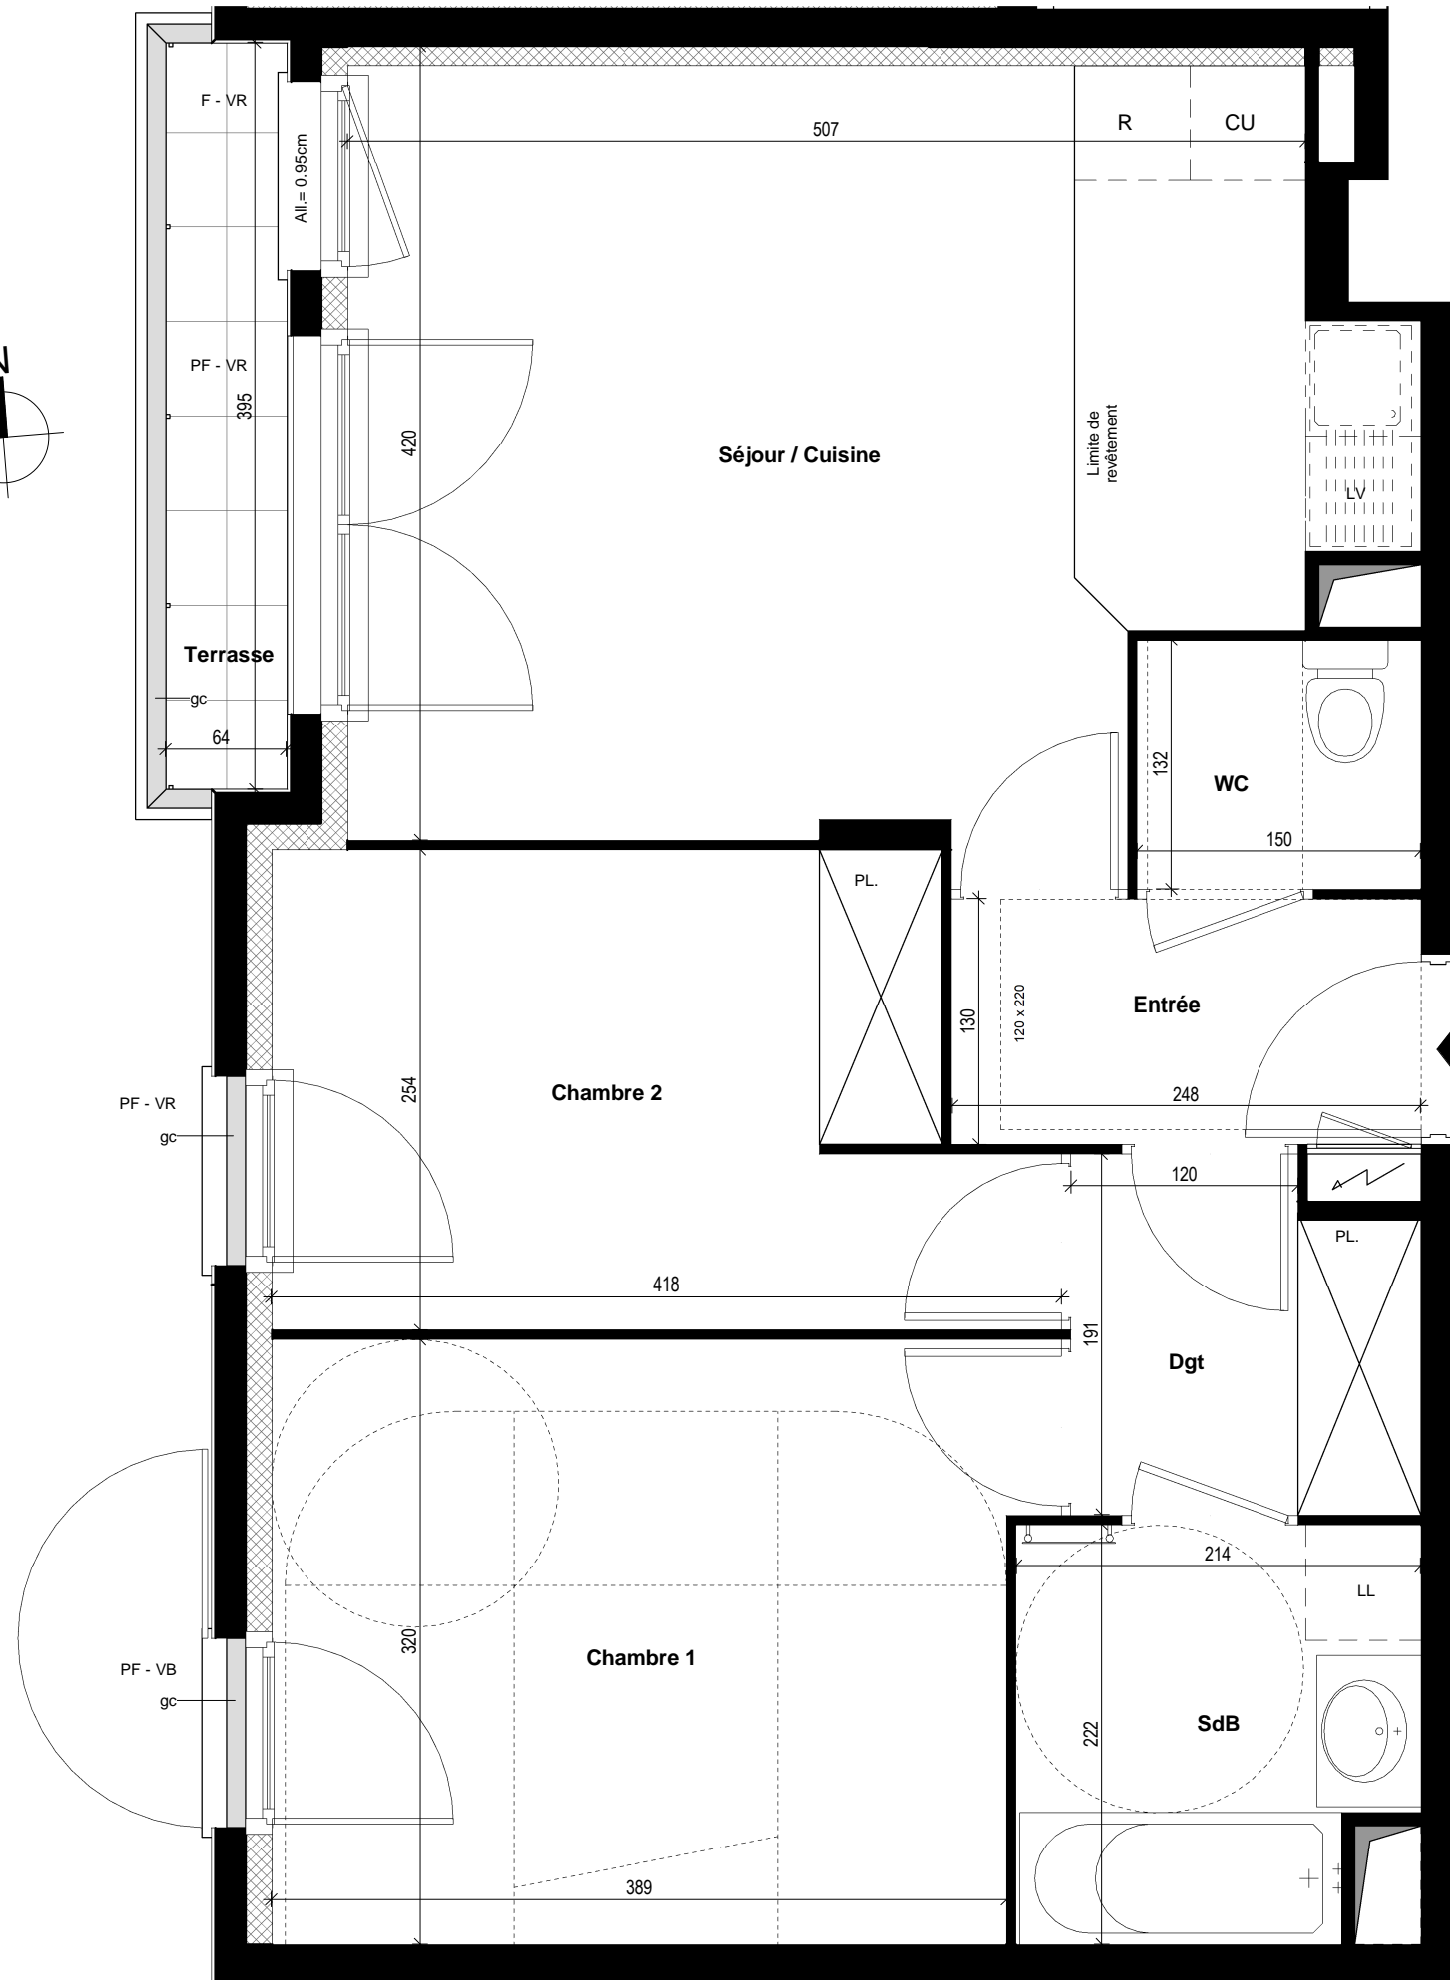 F - VR
All.= 0.95cm
507
R
CU
N
PF - VR
395
420
Séjour / Cuisine
Limite de
revêtement
LV
Terrasse
gc
64
132
WC
150
PL.
130
120 x 220
Entrée
254
Chambre 2
PF - VR
gc
248
120
PL.
418
191
Dgt
214
LL
320
Chambre 1
PF - VB
gc
222
SdB
389